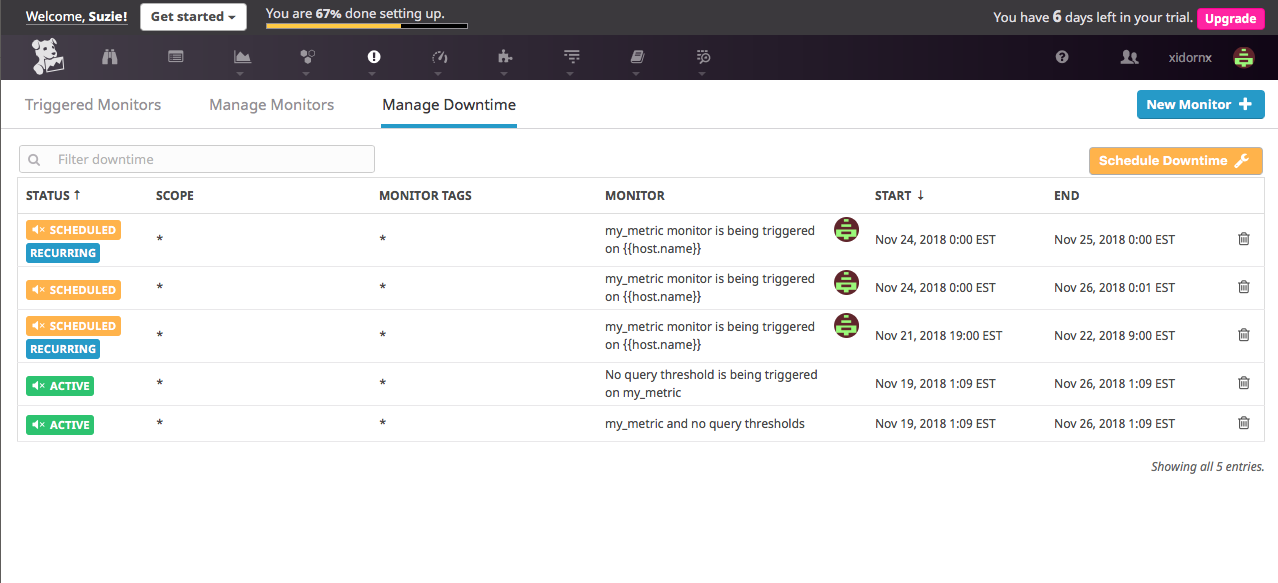 Welcome, Suzie!
Get started
You are 67% done setting up.
You have 6 days left in your trial.
Upgrade
xidornx
Triggered Monitors
Manage Monitors
Manage Downtime
New Monitor +
Filter downtime
Schedule Downtime
STATUS ↑ SCOPE MONITOR TAGS MONITOR START ↓ END
SCHEDULED
RECURRING
* * my_metric monitor is being triggered
on {{host.name}}
Nov 24, 2018 0:00 EST Nov 25, 2018 0:00 EST
SCHEDULED
* * my_metric monitor is being triggered
on {{host.name}}
Nov 24, 2018 0:00 EST Nov 26, 2018 0:01 EST
SCHEDULED
RECURRING
* * my_metric monitor is being triggered
on {{host.name}}
Nov 21, 2018 19:00 EST Nov 22, 2018 9:00 EST
ACTIVE
* * No query threshold is being triggered
on my_metric
Nov 19, 2018 1:09 EST Nov 26, 2018 1:09 EST
ACTIVE
* * my_metric and no query thresholds
Nov 19, 2018 1:09 EST Nov 26, 2018 1:09 EST
Showing all 5 entries.